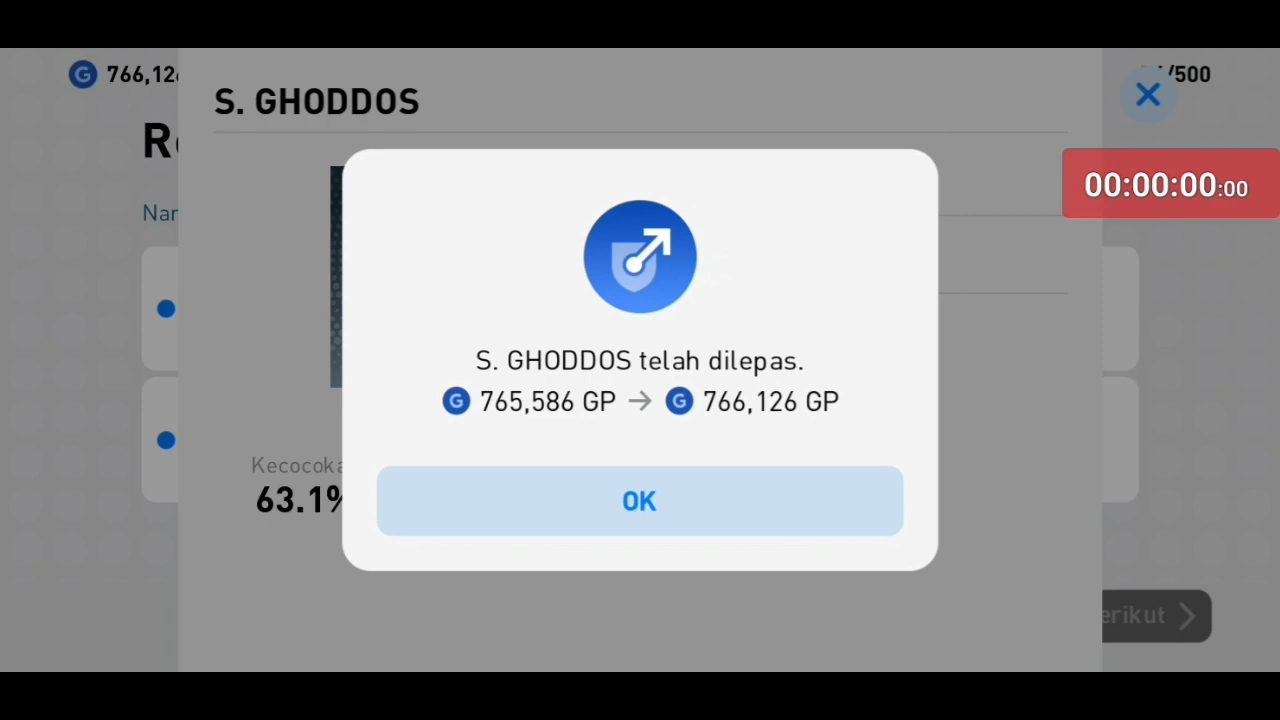 766,12
/500
S. GHODDOS
R
Nar
00:00:00:00
S. GHODDOS telah dilepas.
G 765,586 GP → G 766,126 GP
Kecocoka
63.1%
OK
erikut